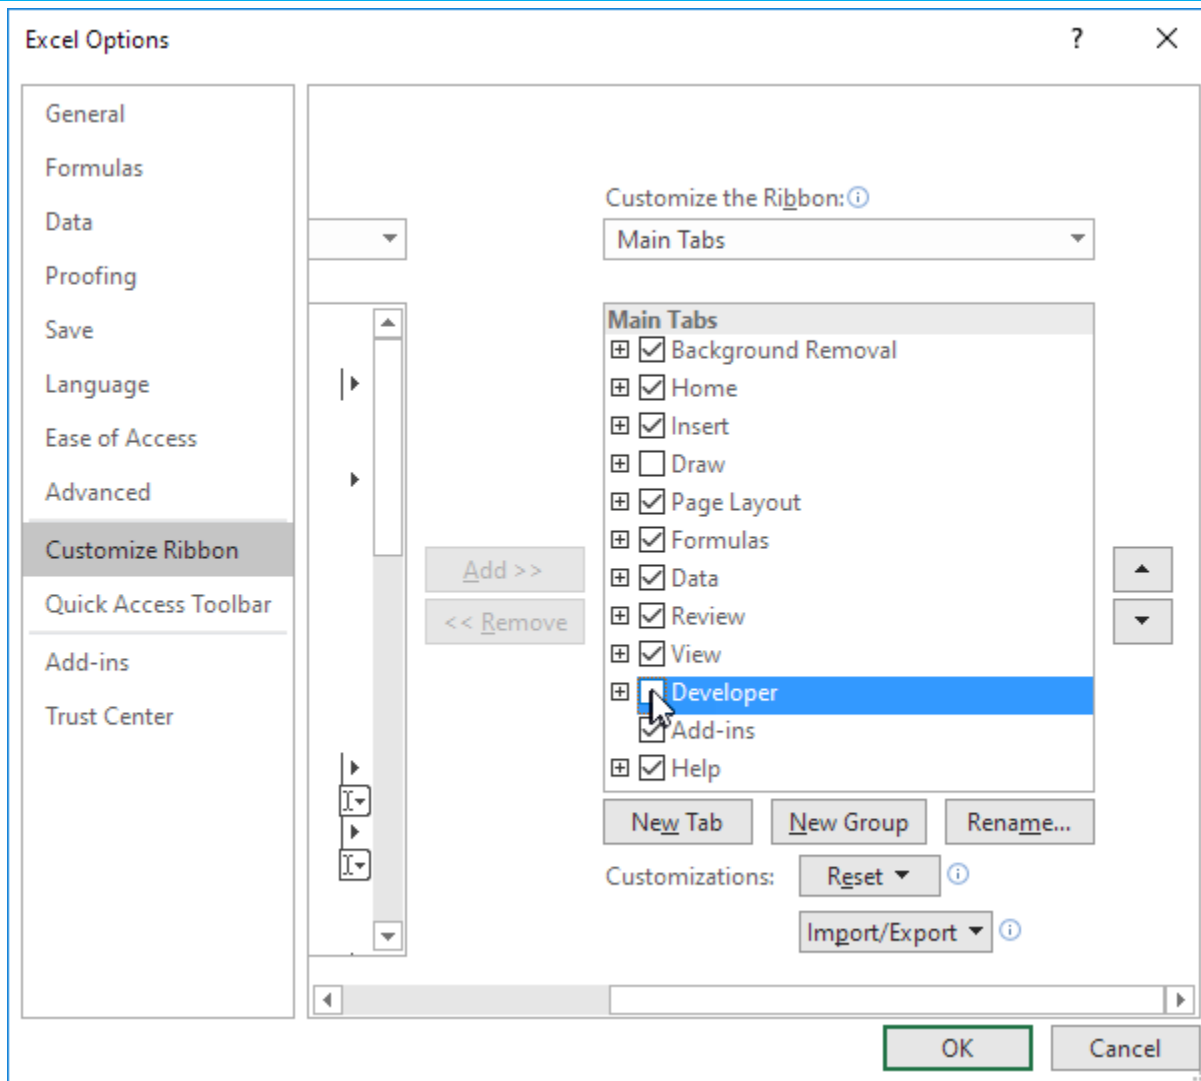 Excel Options
?
General
Formulas
Data
Proofing
Save
Language
Ease of Access
Advanced
Customize Ribbon
Quick Access Toolbar
Add-ins
Trust Center
Customize the Ribbon:
Main Tabs
Main Tabs
Background Removal
Home
Insert
Draw
Page Layout
Formulas
Data
Review
View
Developer
Add-ins
Help
Add >>
<< Remove
New Tab
New Group
Rename...
Customizations:
Reset
Import/Export
OK
Cancel